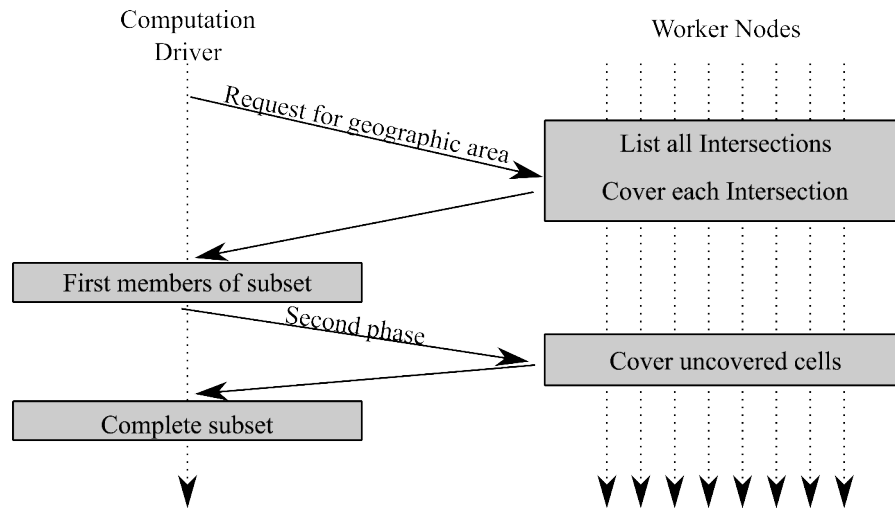 Computation
Driver
Worker Nodes
Request for geographic area
List all Intersections
Cover each Intersection
First members of subset
Second phase
Cover uncovered cells
Complete subset